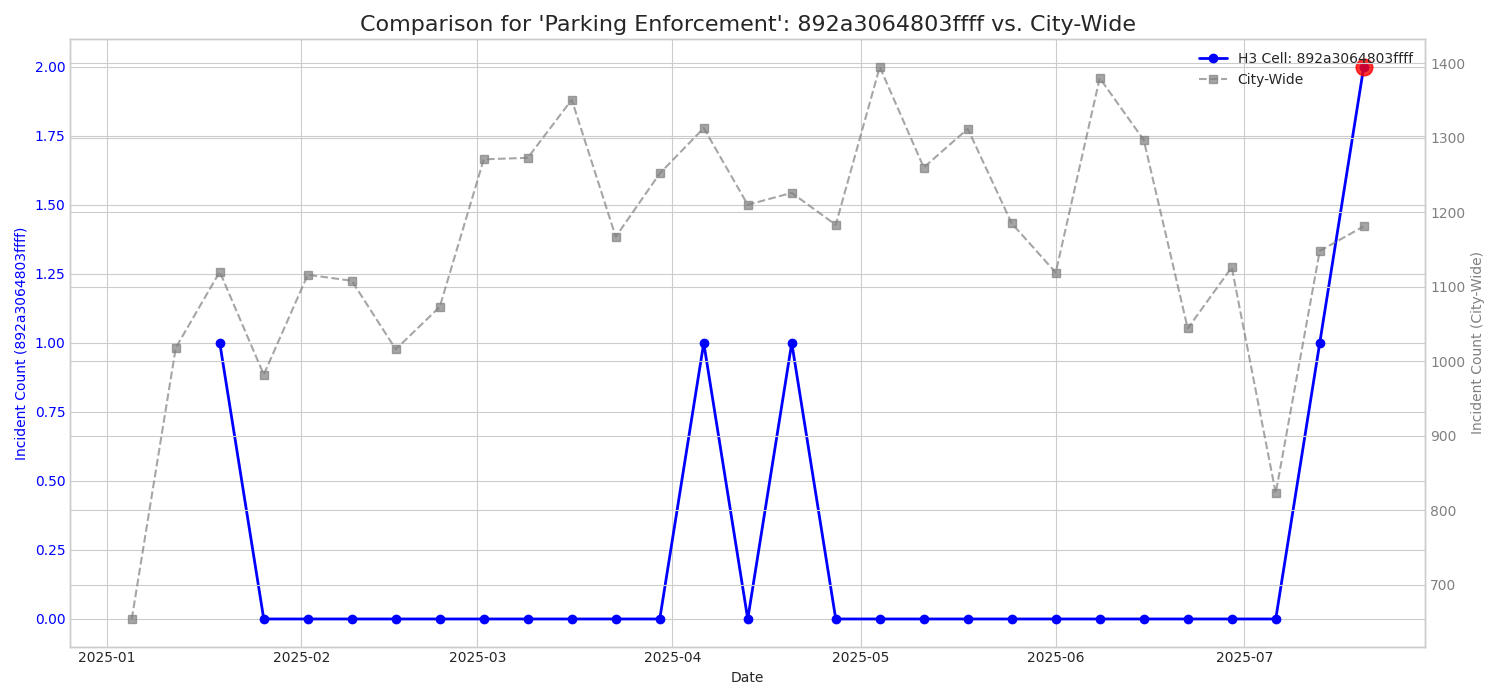 Comparison for 'Parking Enforcement': 892a3064803ffff vs. City-Wide
H3 Cell: 892a3064803ffff
City-Wide
Incident Count (892a3064803ffff)
2.00
1.75
1.50
1.25
1.00
0.75
0.50
0.25
0.00
1400
1300
1200
1100
1000
900
800
700
Incident Count (City-Wide)
2025-01 2025-02 2025-03 2025-04 2025-05 2025-06 2025-07
Date